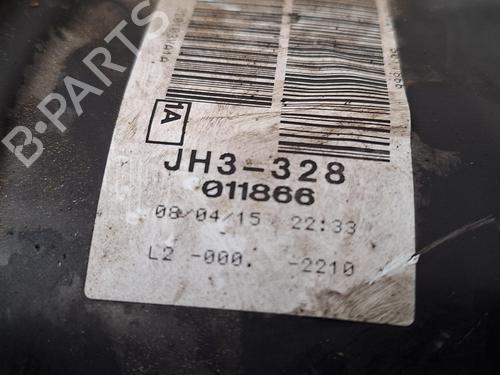 1A
JH3-328
011866
08/04/15 22:33
L2 -000. -2210
B-PARTS